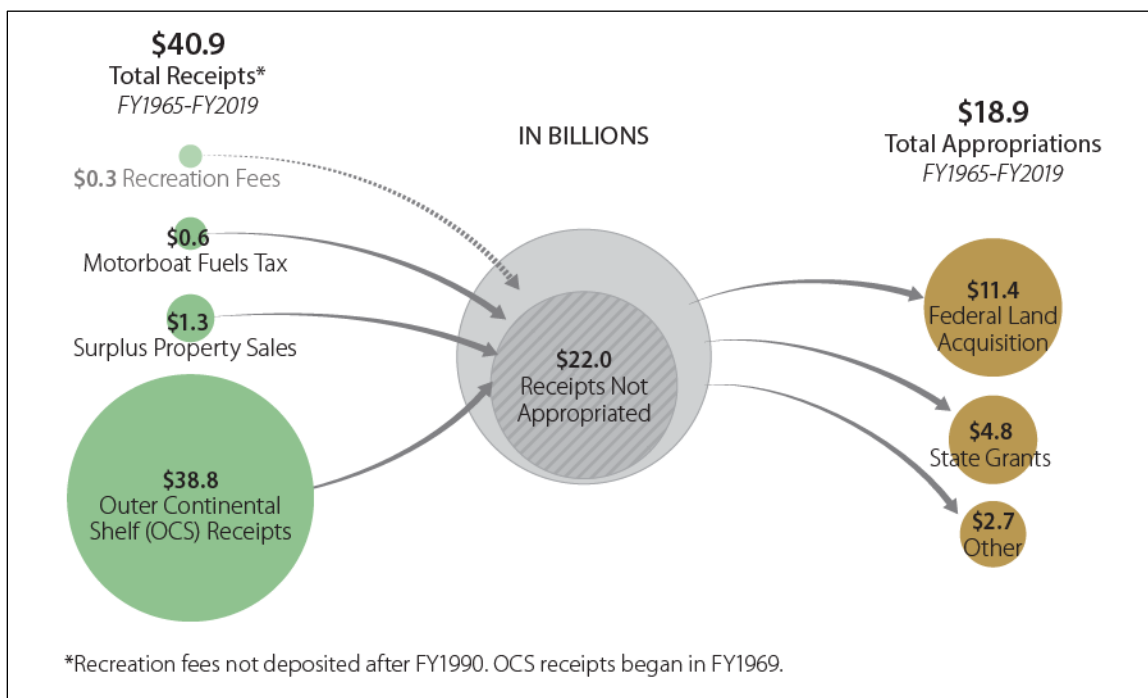 $40.9
Total Receipts*
FY1965-FY2019
$0.3 Recreation Fees
$0.6
Motorboat Fuels Tax
$1.3
Surplus Property Sales
$38.8
Outer Continental
Shelf (OCS) Receipts
IN BILLIONS
$22.0
Receipts Not
Appropriated
$18.9
Total Appropriations
FY1965-FY2019
$11.4
Federal Land
Acquisition
$4.8
State Grants
$2.7
Other
*Recreation fees not deposited after FY1990. OCS receipts began in FY1969.